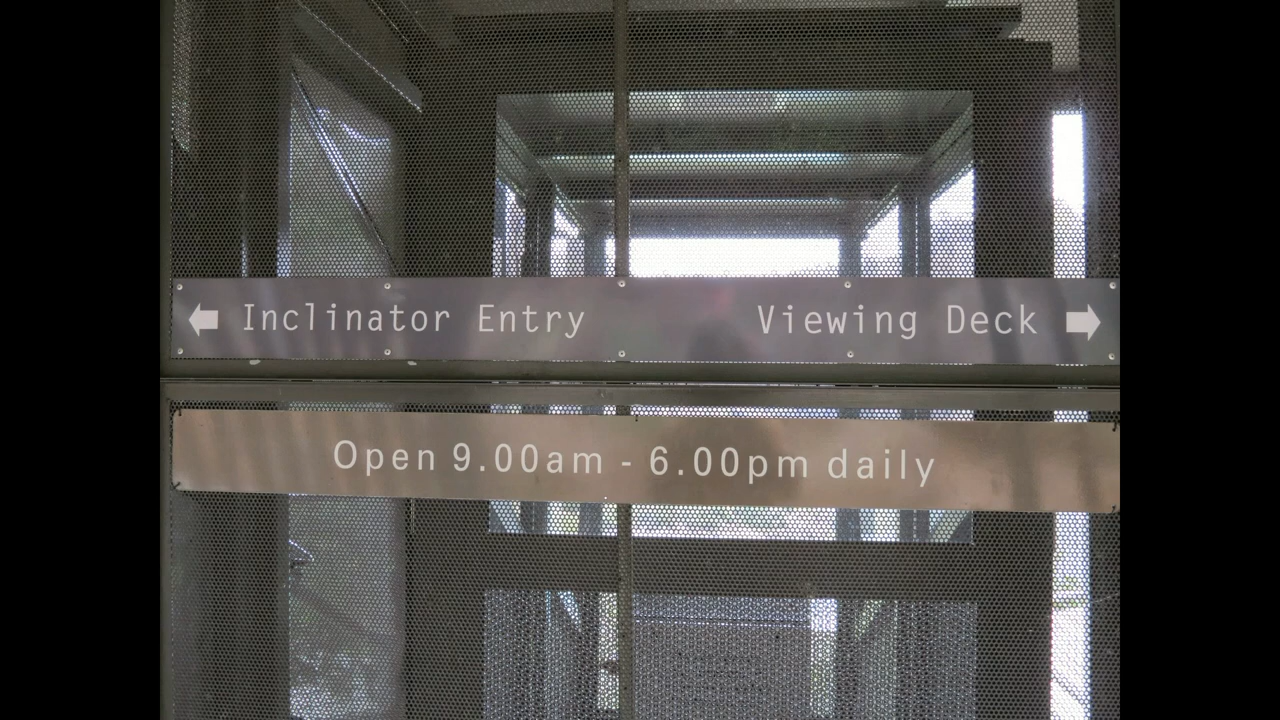 ← Inclinator Entry Viewing Deck →
Open 9.00am - 6.00pm daily